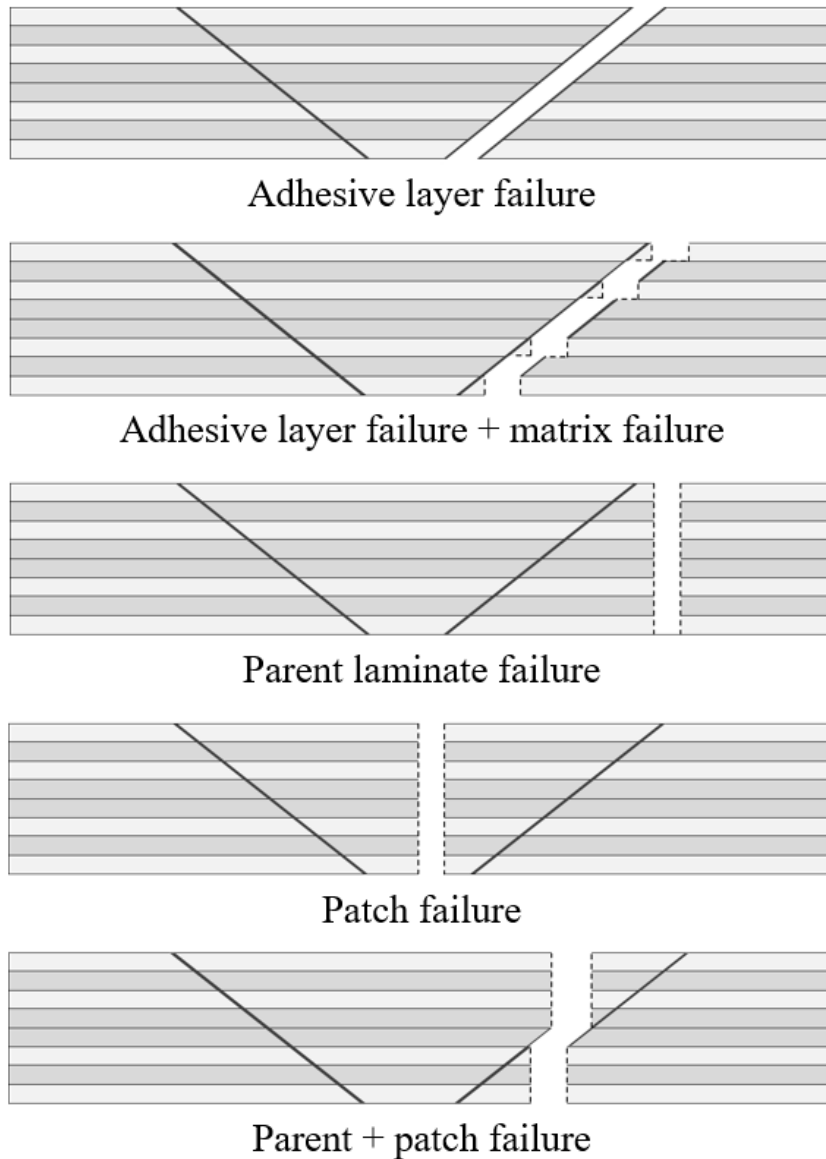 Adhesive layer failure
Adhesive layer failure + matrix failure
Parent laminate failure
Patch failure
Parent + patch failure